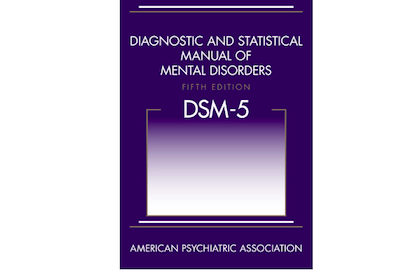 DIAGNOSTIC AND STATISTICAL
MANUAL OF
MENTAL DISORDERS
FIFTH EDITION
DSM-5
AMERICAN PSYCHIATRIC ASSOCIATION